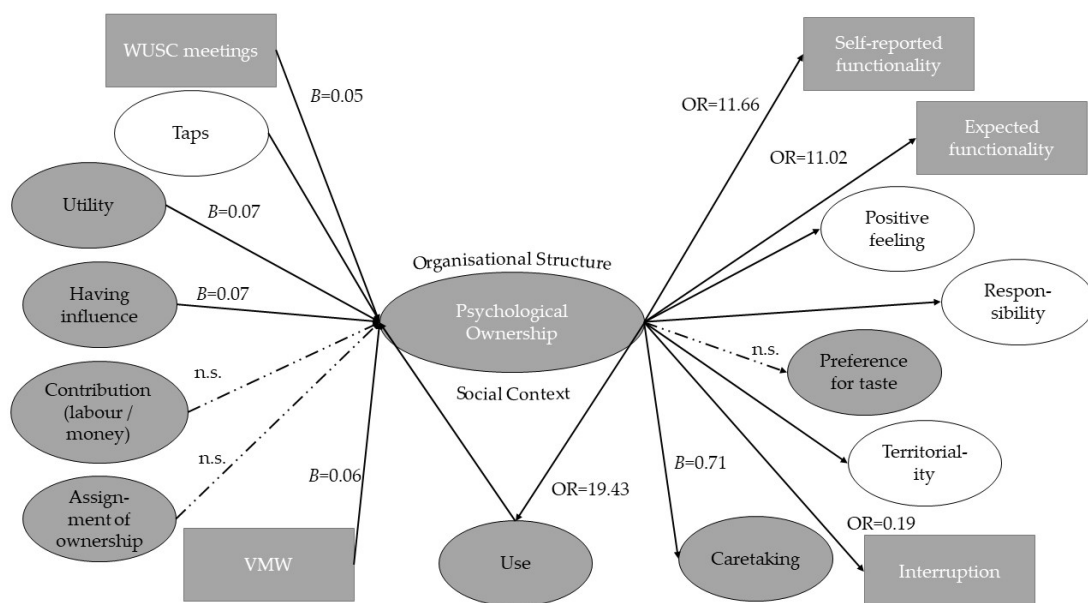 WUSC meetings
B=0.05
Taps
Utility
B=0.07
Having
influence
B=0.07
Contribution
(labour /
money)
n.s.
Assign-
ment of
ownership
n.s.
VMW
B=0.06
Organisational Structure
Psychological
Ownership
Social Context
Use
OR=19.43
Self-reported
functionality
OR=11.66
Expected
functionality
OR=11.02
Positive
feeling
Respon-
sibility
n.s.
Preference
for taste
Territorial-
ity
B=0.71
Caretaking
OR=0.19
Interruption